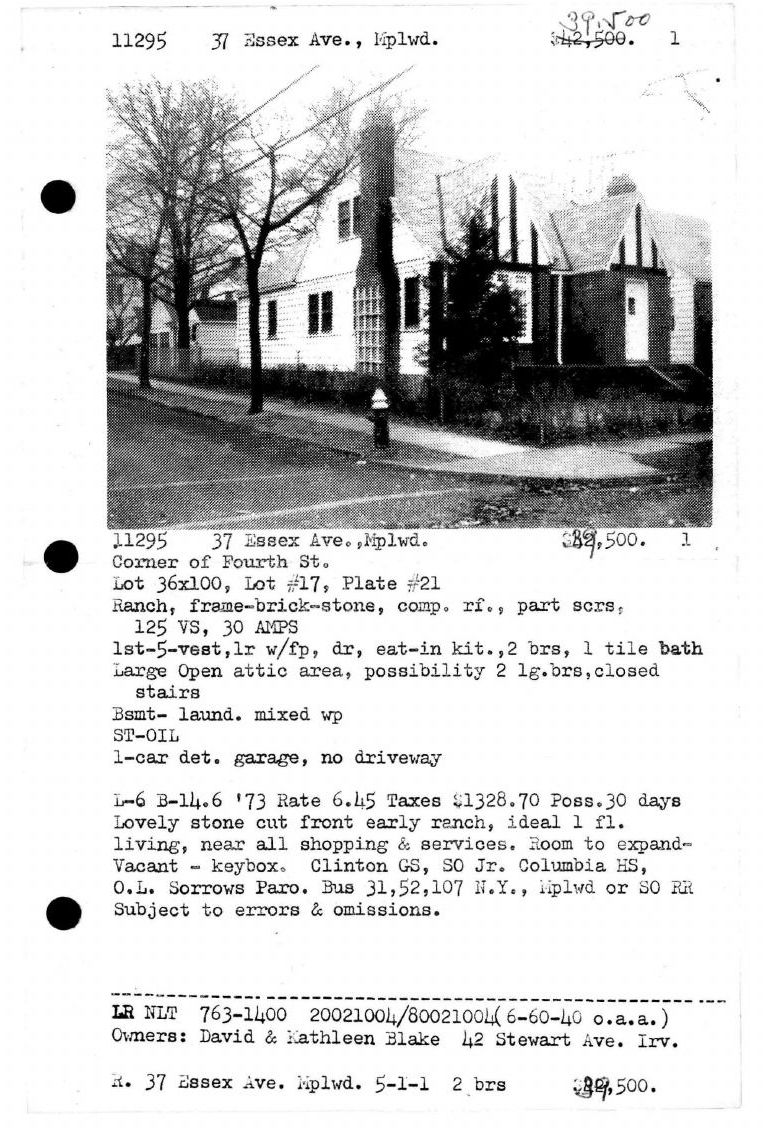 39,500
11295 37 Essex Ave., Mplwd. $42,500. 1
11295 37 Essex Ave.,Mplwd. $39,500. 1
Corner of Fourth St.
Lot 36x100, Lot #17, Plate #21
Ranch, frame-brick-stone, comp. rf., part scrs,
125 VS, 30 AMPS
1st-5-vest,lr w/fp, dr, eat-in kit.,2 brs, 1 tile bath
Large Open attic area, possibility 2 lg.brs,closed
stairs
Bsmt- laund. mixed wp
ST-OIL
1-car det. garage, no driveway
L-6 B-14.6 '73 Rate 6.45 Taxes $1328.70 Poss.30 days
Lovely stone cut front early ranch, ideal 1 fl.
living, near all shopping & services. Room to expand-
Vacant - keybox. Clinton GS, SO Jr. Columbia HS,
O.L. Sorrows Paro. Bus 31,52,107 N.Y., Mplwd or SO RR
Subject to errors & omissions.
LR NLT 763-1400 20021004/80021004(6-60-40 o.a.a.)
Owners: David & Kathleen Blake 42 Stewart Ave. Irv.
R. 37 Essex Ave. Mplwd. 5-1-1 2 brs $39,500.